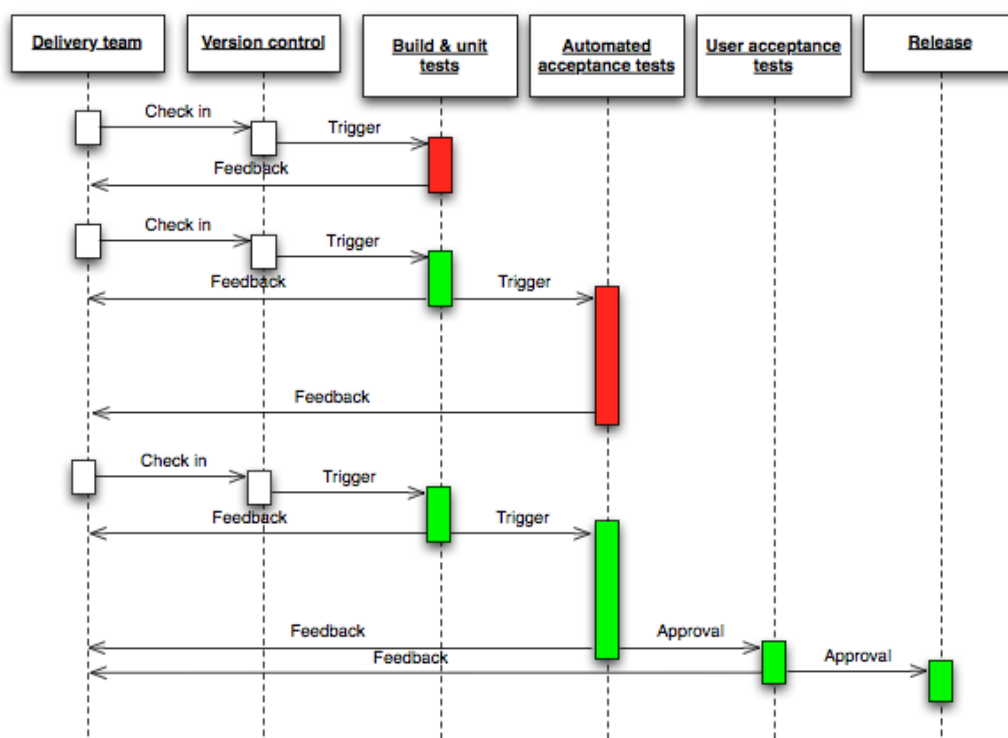 Delivery team
Version control
Build & unit
tests
Automated
acceptance tests
User acceptance
tests
Release
Check in
Trigger
Feedback
Check in
Trigger
Feedback
Trigger
Feedback
Check in
Trigger
Feedback
Trigger
Feedback
Approval
Feedback
Approval